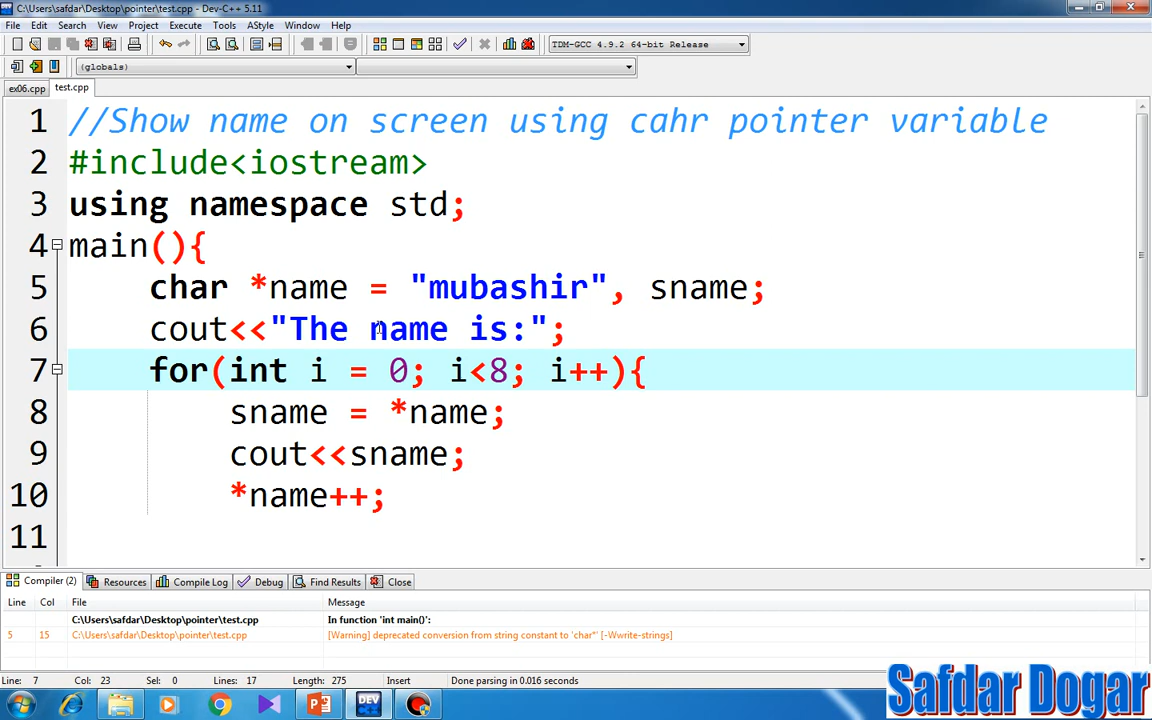 C:\Users\safdar\Desktop\pointer\test.cpp - Dev-C++ 5.11
File Edit Search View Project Execute Tools AStyle Window Help
TDM-GCC 4.9.2 64-bit Release
(globals)
ex06.cpp test.cpp
1 //Show name on screen using cahr pointer variable
2 #include<iostream>
3 using namespace std;
4 main(){
5 char *name = "mubashir", sname;
6 cout<<"The name is:";
7 for(int i = 0; i<8; i++){
8 sname = *name;
9 cout<<sname;
10 *name++;
11
Compiler (2) Resources Compile Log Debug Find Results Close
Line Col File Message
C:\Users\safdar\Desktop\pointer\test.cpp In function 'int main()':
5 15 C:\Users\safdar\Desktop\pointer\test.cpp [Warning] deprecated conversion from string constant to 'char*' [-Wwrite-strings]
Line: 7 Col: 23 Sel: 0 Lines: 17 Length: 275 Insert Done parsing in 0.016 seconds
DEV
Safdar Dogar